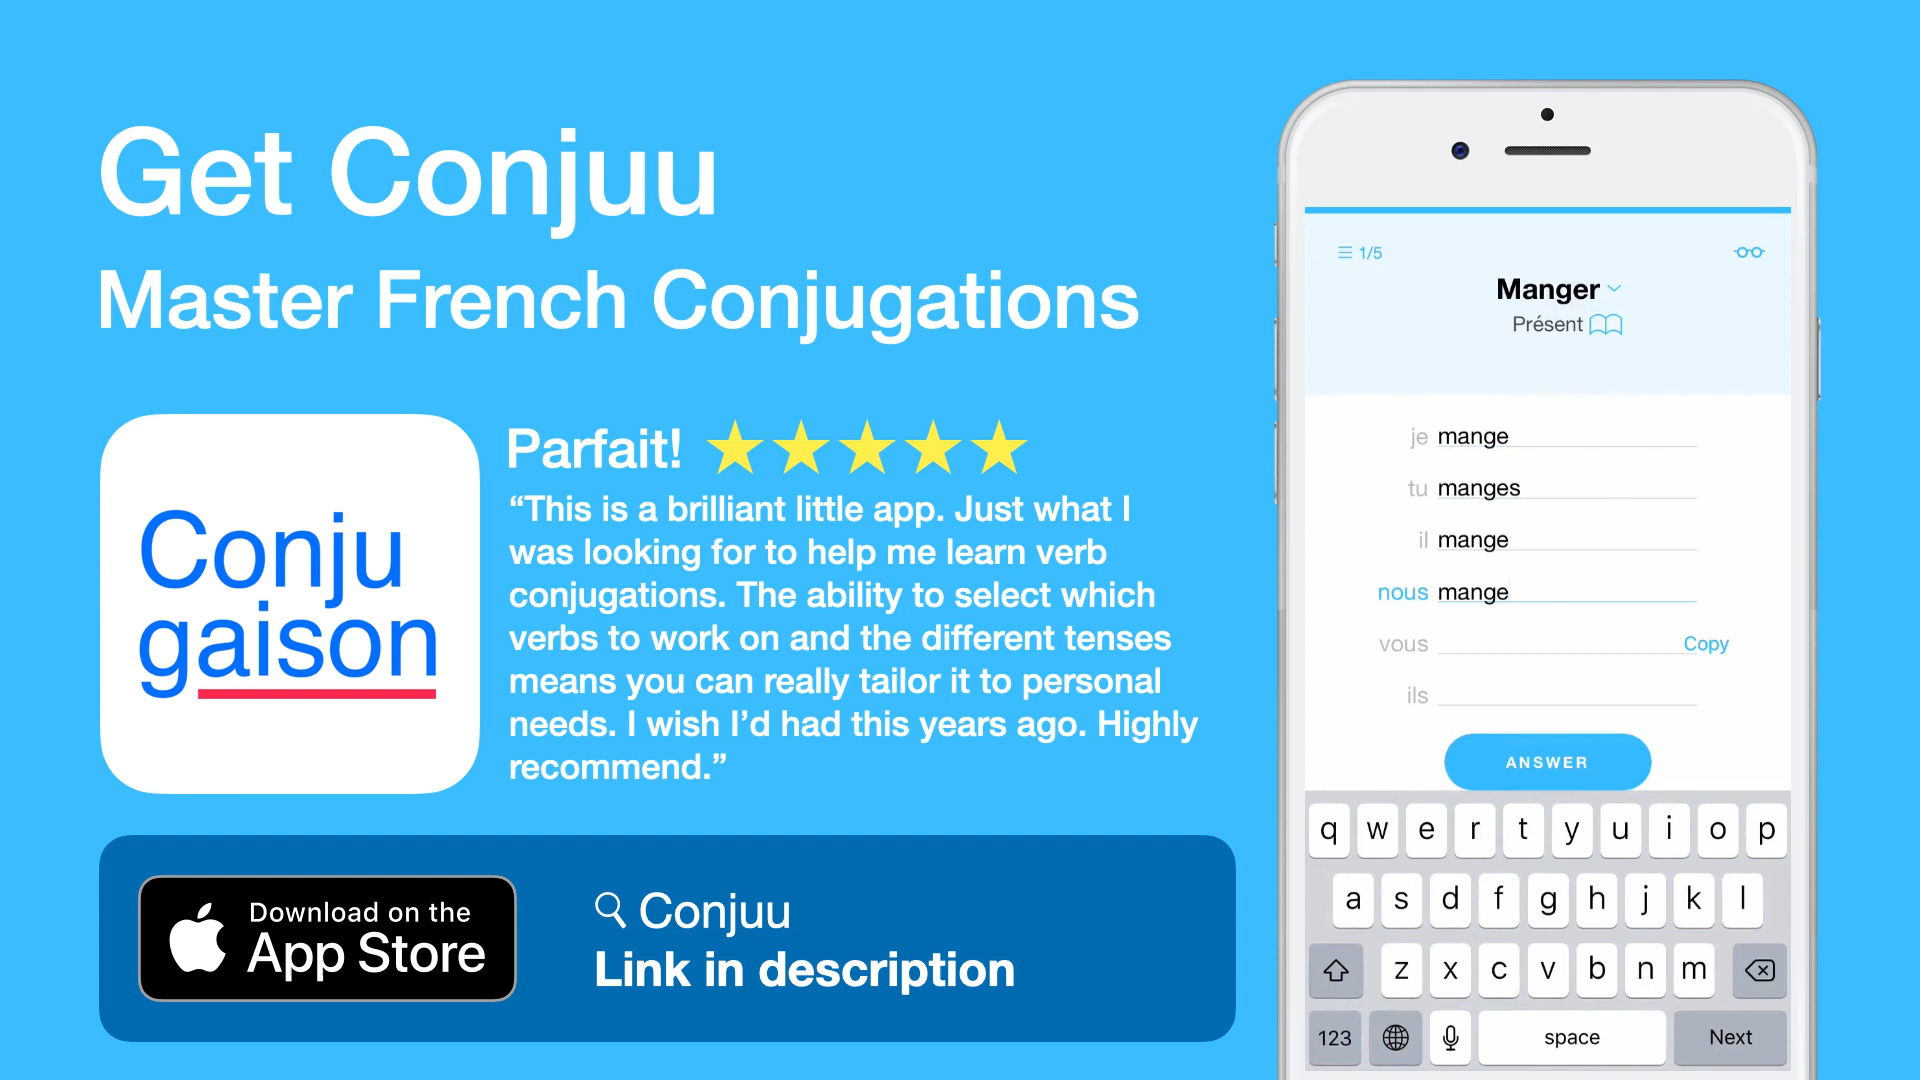 Get Conjuu
Master French Conjugations
Conju
gaison
Parfait!
“This is a brilliant little app. Just what I
was looking for to help me learn verb
conjugations. The ability to select which
verbs to work on and the different tenses
means you can really tailor it to personal
needs. I wish I’d had this years ago. Highly
recommend.”
Download on the
App Store
Conjuu
Link in description
1/5
Manger
Présent
je mange
tu manges
il mange
nous mange
vous
Copy
ils
ANSWER
q w e r t y u i o p
a s d f g h j k l
z x c v b n m
123 space Next